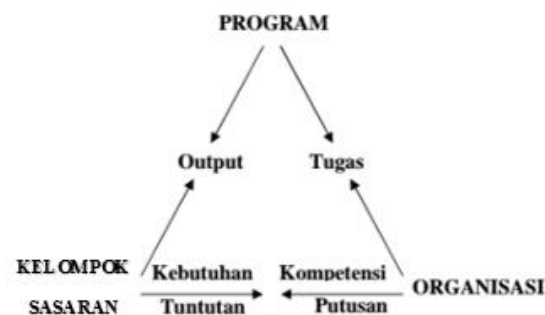 PROGRAM
Output Tugas
KELOMPOK Kebutuhan Kompetensi
ORGANISASI
SASARAN Tuntutan Putusan